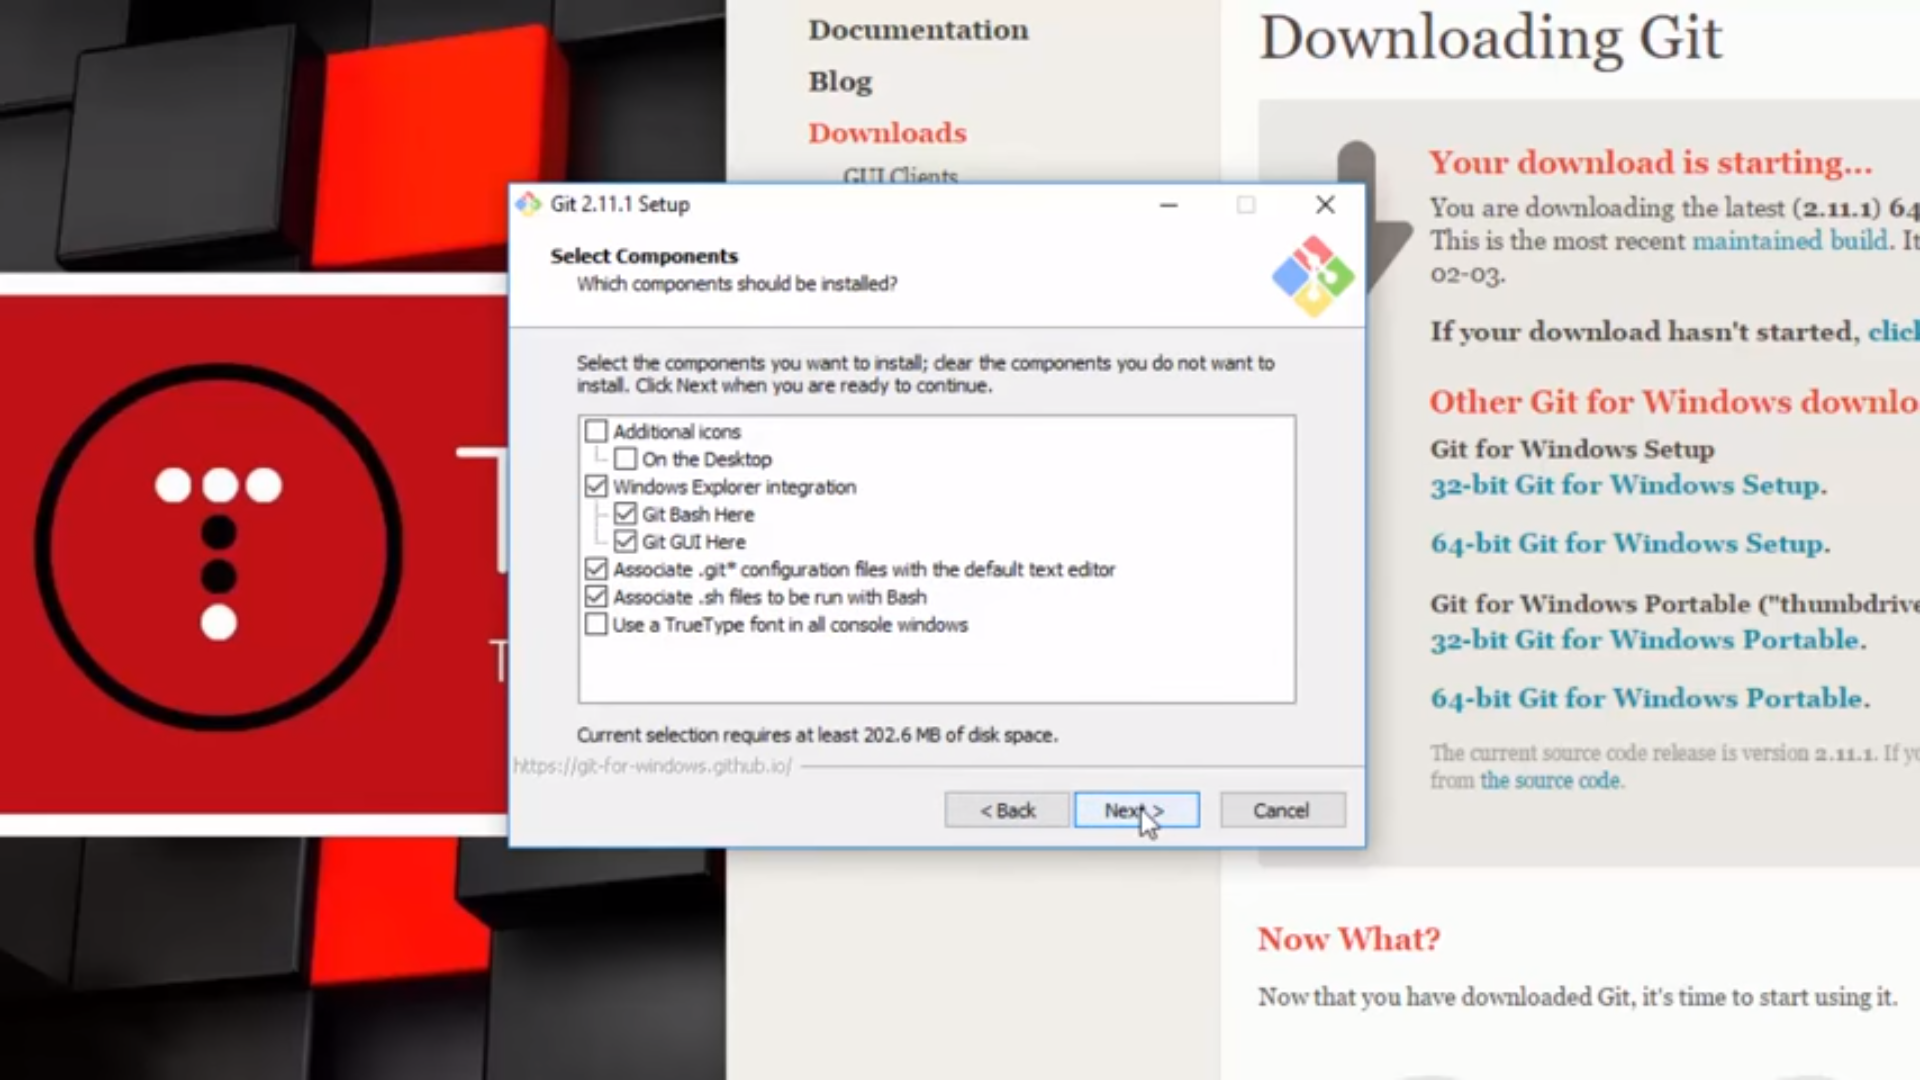 Documentation
Blog
Downloads
GUI Clients
Downloading Git
Your download is starting...
You are downloading the latest (2.11.1) 64
This is the most recent maintained build. It
02-03.
If your download hasn't started, click
Other Git for Windows downlo
Git for Windows Setup
32-bit Git for Windows Setup.
64-bit Git for Windows Setup.
Git for Windows Portable ("thumbdrive
32-bit Git for Windows Portable.
64-bit Git for Windows Portable.
The current source code release is version 2.11.1. If yo
from the source code.
Now What?
Now that you have downloaded Git, it's time to start using it.
Git 2.11.1 Setup
Select Components
Which components should be installed?
Select the components you want to install; clear the components you do not want to
install. Click Next when you are ready to continue.
Additional icons
On the Desktop
Windows Explorer integration
Git Bash Here
Git GUI Here
Associate .git* configuration files with the default text editor
Associate .sh files to be run with Bash
Use a TrueType font in all console windows
Current selection requires at least 202.6 MB of disk space.
https://git-for-windows.github.io/
< Back
Next >
Cancel
T
T